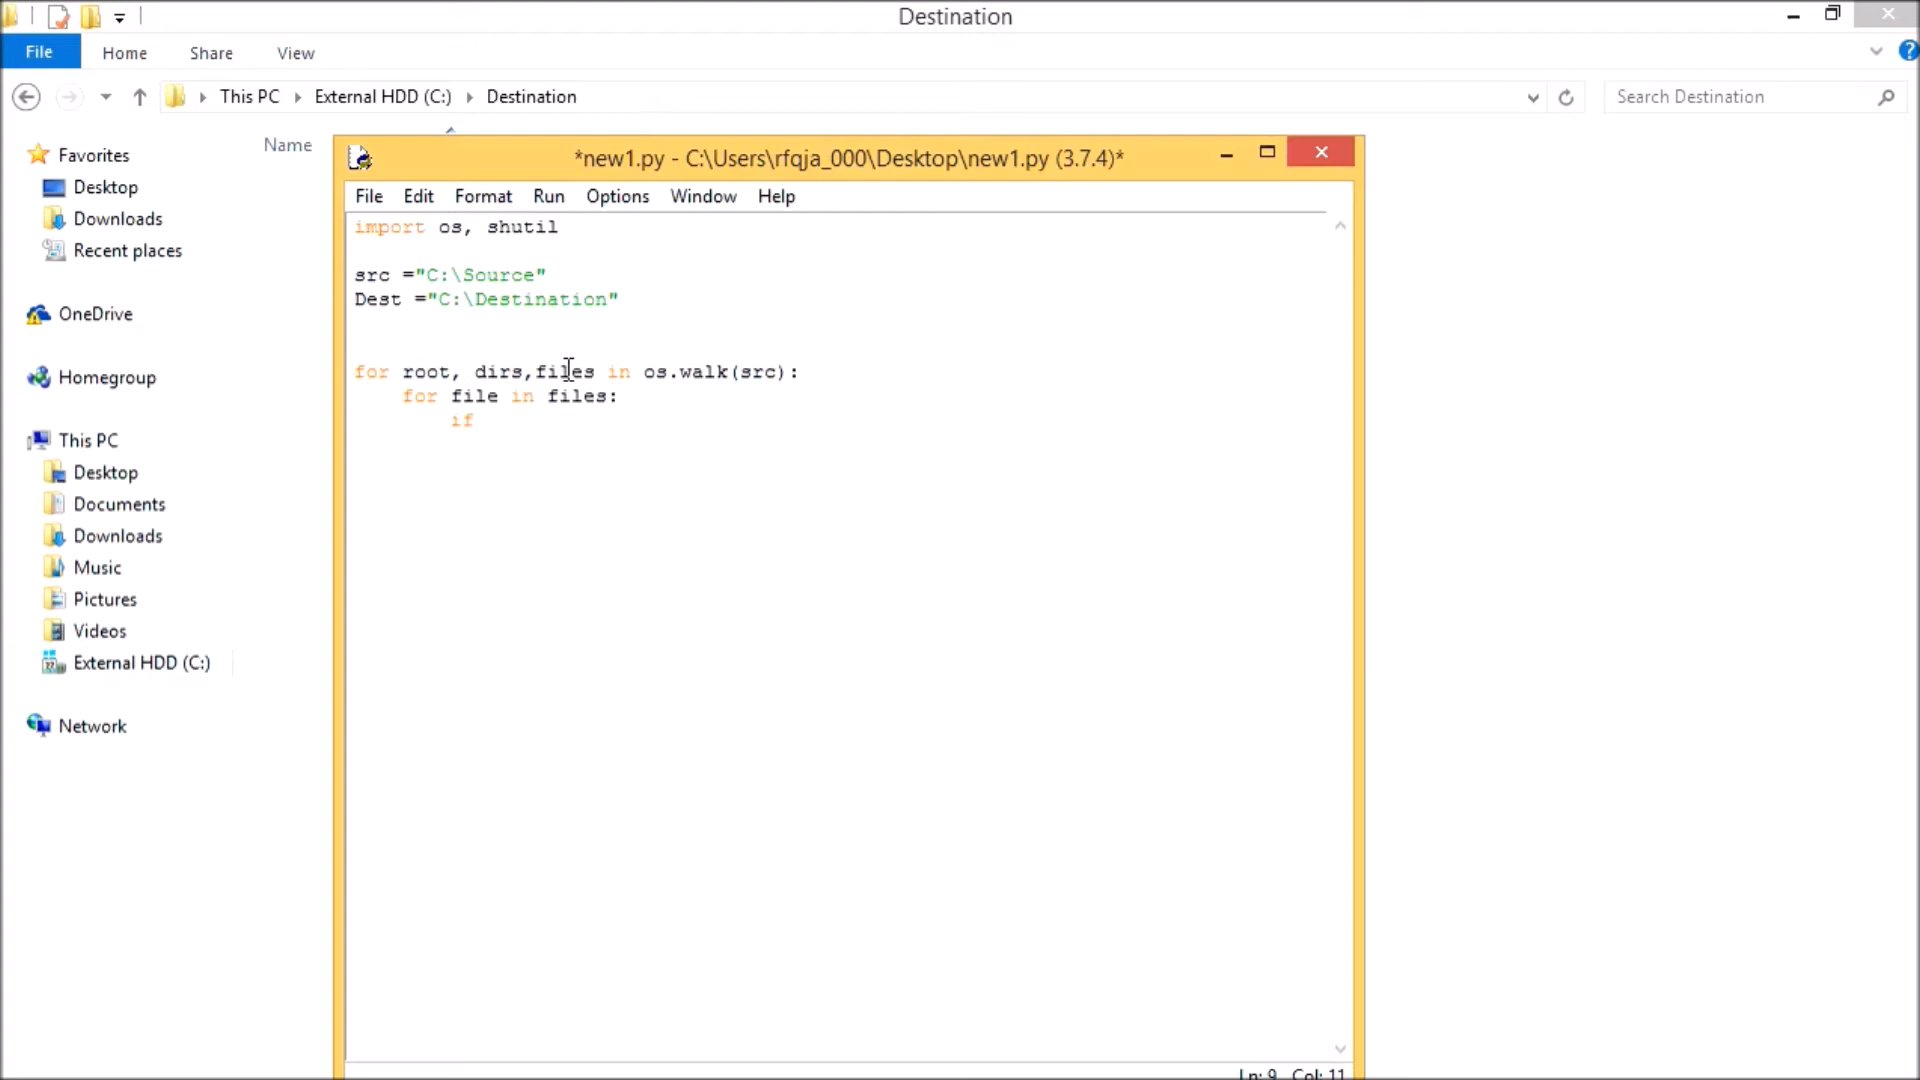 Destination
File Home Share View
This PC External HDD (C:) Destination Search Destination
Favorites
Desktop
Downloads
Recent places
OneDrive
Homegroup
This PC
Desktop
Documents
Downloads
Music
Pictures
Videos
External HDD (C:)
Network
Name
*new1.py - C:\Users\rfqja_000\Desktop\new1.py (3.7.4)*
File Edit Format Run Options Window Help
import os, shutil
src ="C:\Source"
Dest ="C:\Destination"
for root, dirs,files in os.walk(src):
for file in files:
if
Ln: 9 Col: 11